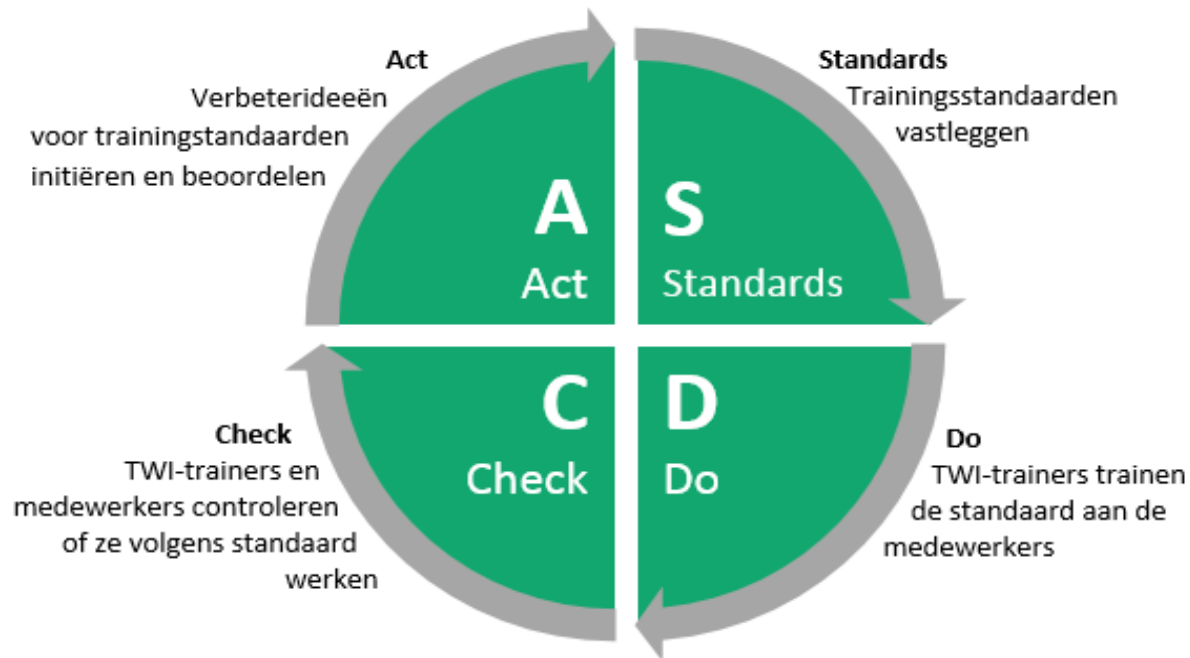 Act
Verbeterideeën
voor trainingstandaarden
initiëren en beoordelen
Standards
Trainingsstandaarden
vastleggen
A
Act
S
Standards
C
Check
D
Do
Check
TWI-trainers en
medewerkers controleren
of ze volgens standaard
werken
Do
TWI-trainers trainen
de standaard aan de
medewerkers